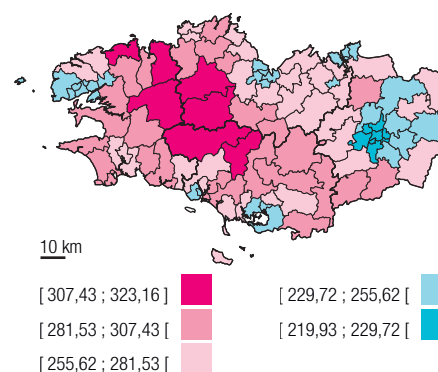 10 km
[ 307,43 ; 323,16 ]
[ 281,53 ; 307,43 [
[ 255,62 ; 281,53 [
[ 229,72 ; 255,62 [
[ 219,93 ; 229,72 [